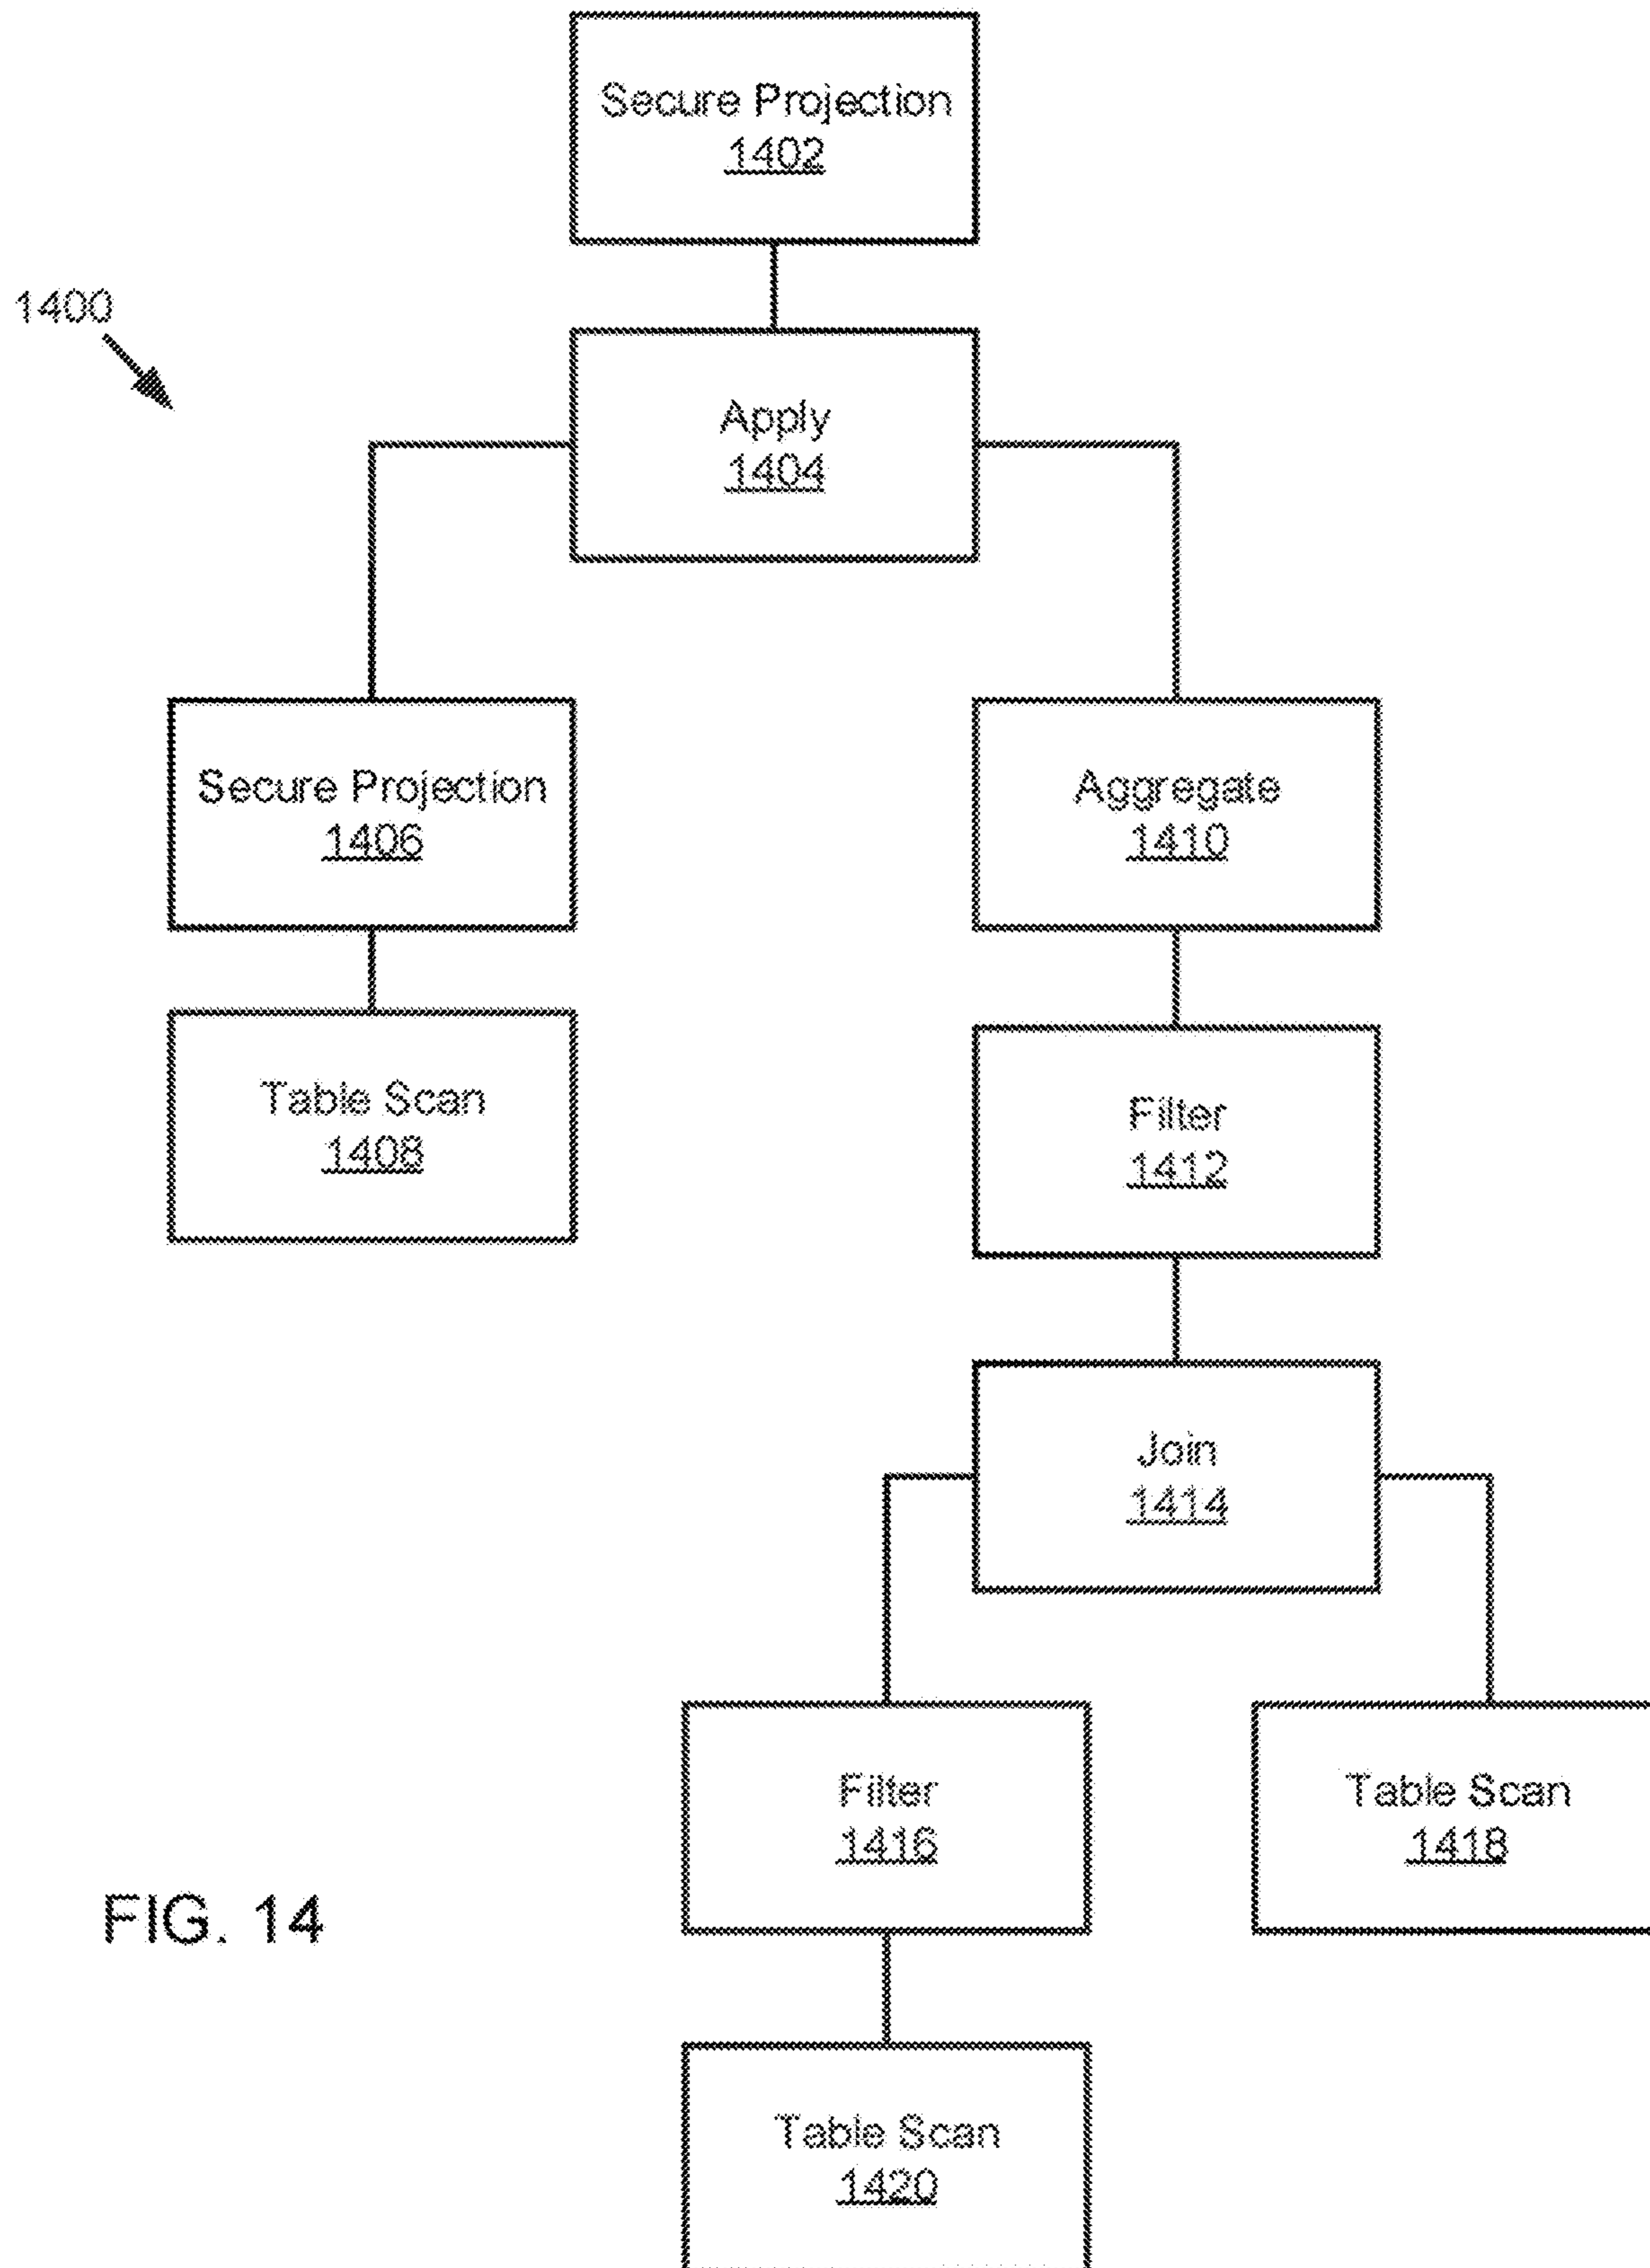 Secure Projection
1402
1400
Apply
1404
Secure Projection
1406
Aggregate
1410
Table Scan
1408
Filter
1412
Join
1414
Filter
1416
Table Scan
1418
FIG. 14
Table Scan
1420